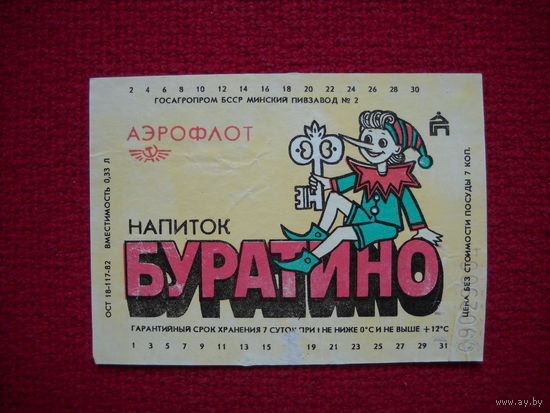 2 4 6 8 10 12 14 16 18 20 22 24 26 28 30
ГОСАГРОПРОМ БССР МИНСКИЙ ПИВЗАВОД № 2
АЭРОФЛОТ
НАПИТОК
БУРАТИНО
ГАРАНТИЙНЫЙ СРОК ХРАНЕНИЯ 7 СУТОК ПРИ t НЕ НИЖЕ 0°С И НЕ ВЫШЕ +12°С
1 3 5 7 9 11 13 15 19 21 23 25 27 29 31
ОСТ 18-117-82 ВМЕСТИМОСТЬ 0,33 Л
ЦЕНА БЕЗ СТОИМОСТИ ПОСУДЫ 7 КОП.
www.ay.by